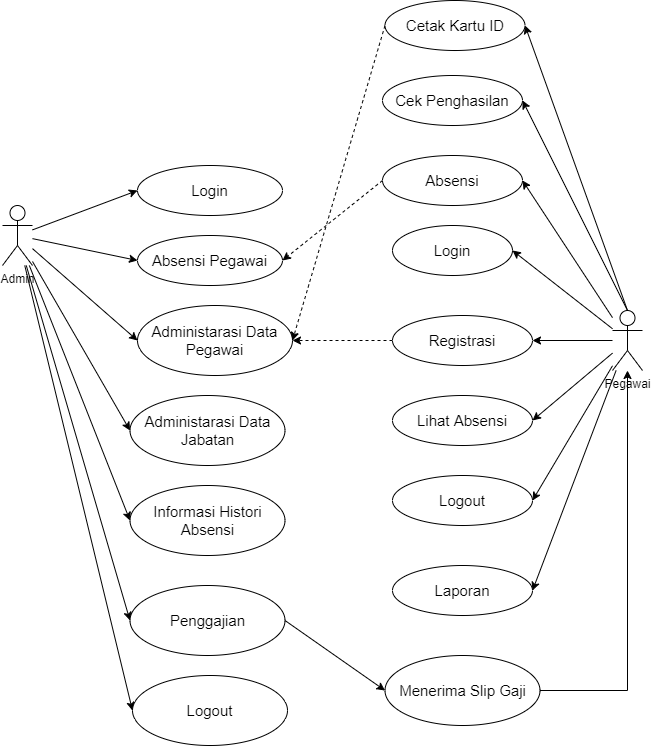 Cetak Kartu ID
Cek Penghasilan
Absensi
Login
Login
Absensi Pegawai
Admin
Administarasi Data
Pegawai
Registrasi
Pegawai
Lihat Absensi
Administarasi Data
Jabatan
Logout
Informasi Histori
Absensi
Laporan
Penggajian
Menerima Slip Gaji
Logout